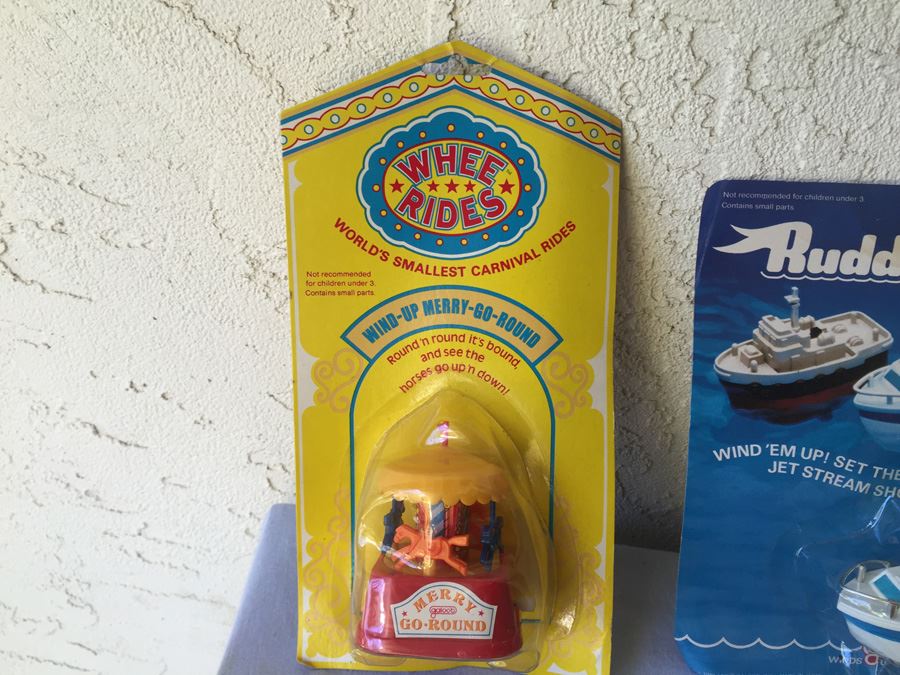 WHEE
RIDES
WORLD'S SMALLEST CARNIVAL RIDES
Not recommended
for children under 3.
Contains small parts.
WIND-UP MERRY-GO-ROUND
Round 'n round it's bound,
and see the
horses go up 'n down!
MERRY
galoob
GO-ROUND
Not recommended for children under 3.
Contains small parts.
Rudd
WIND 'EM UP! SET THE
JET STREAM